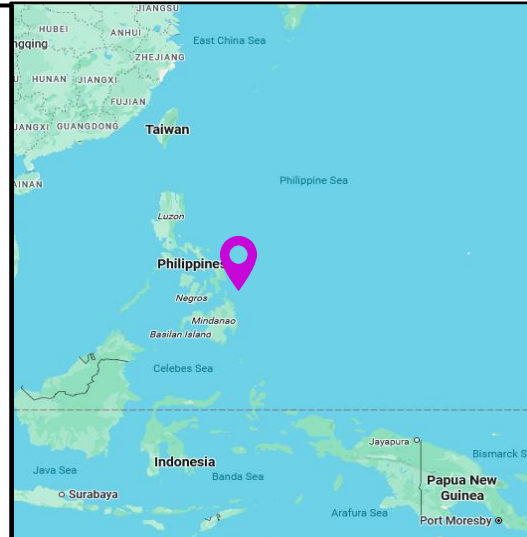 JIANGSU
HUBEI
ANHUI
East China Sea
ngqing
ZHEJIANG
U HUNAN JIANGXI
FUJIAN
JANGXI GUANGDONG
Taiwan
AINAN
Philippine Sea
Luzon
Philippines
Negros
Mindanao
Basilan Island
Celebes Sea
Jayapura
Bismarck S
Java Sea
Indonesia
Banda Sea
Papua New
Guinea
Surabaya
Arafura Sea
Port Moresby